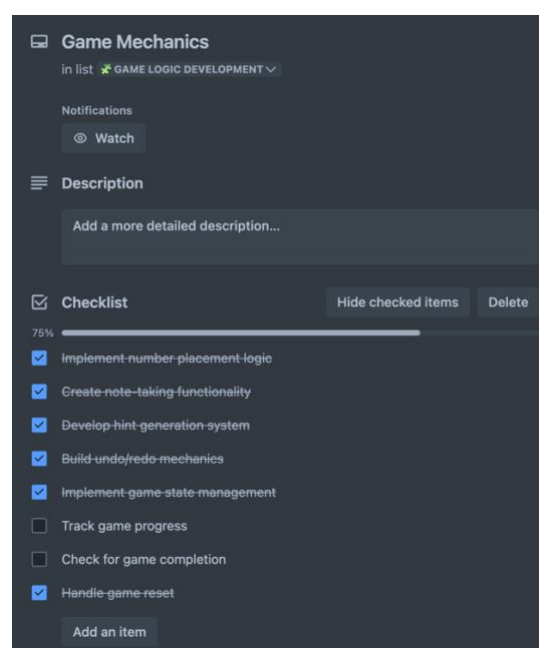 Game Mechanics
in list GAME LOGIC DEVELOPMENT
Notifications
Watch
Description
Add a more detailed description...
Checklist Hide checked items Delete
75%
Implement number placement logic
Create note-taking functionality
Develop hint generation system
Build undo/redo mechanics
Implement game state management
Track game progress
Check for game completion
Handle game reset
Add an item